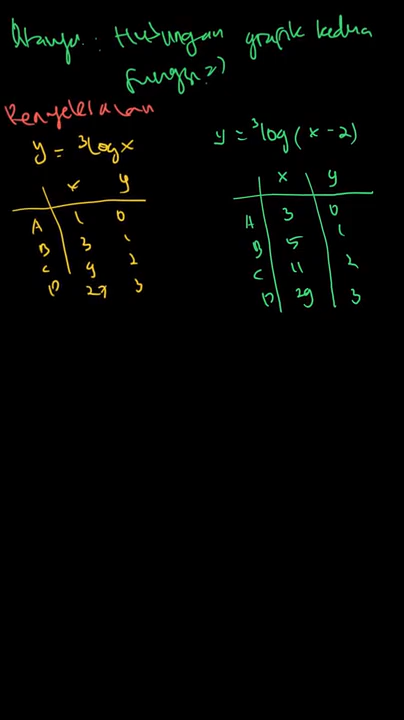 Ditanya : Hubungan grafik kedua
fungsi?
Penyelesaian
y = ³log x
x y
A 1 0
B 3 1
C 9 2
D 27 3
y = ³log (x - 2)
x y
A 3 0
B 5 1
C 11 2
D 29 3